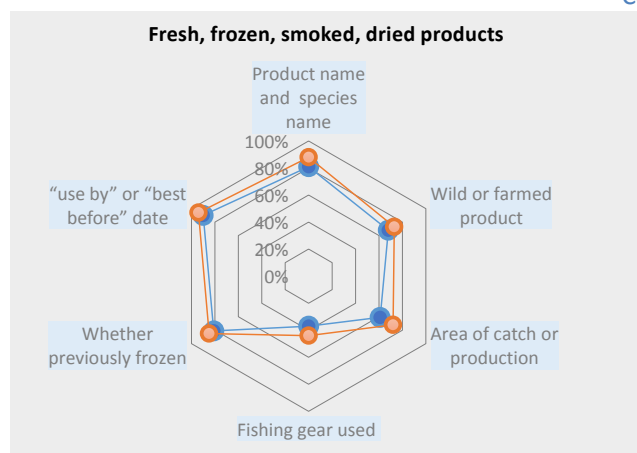 Fresh, frozen, smoked, dried products
Product name
and species
name
100%
80%
60%
40%
20%
0%
“use by” or “best
before” date
Wild or farmed
product
Whether
previously frozen
Area of catch or
production
Fishing gear used